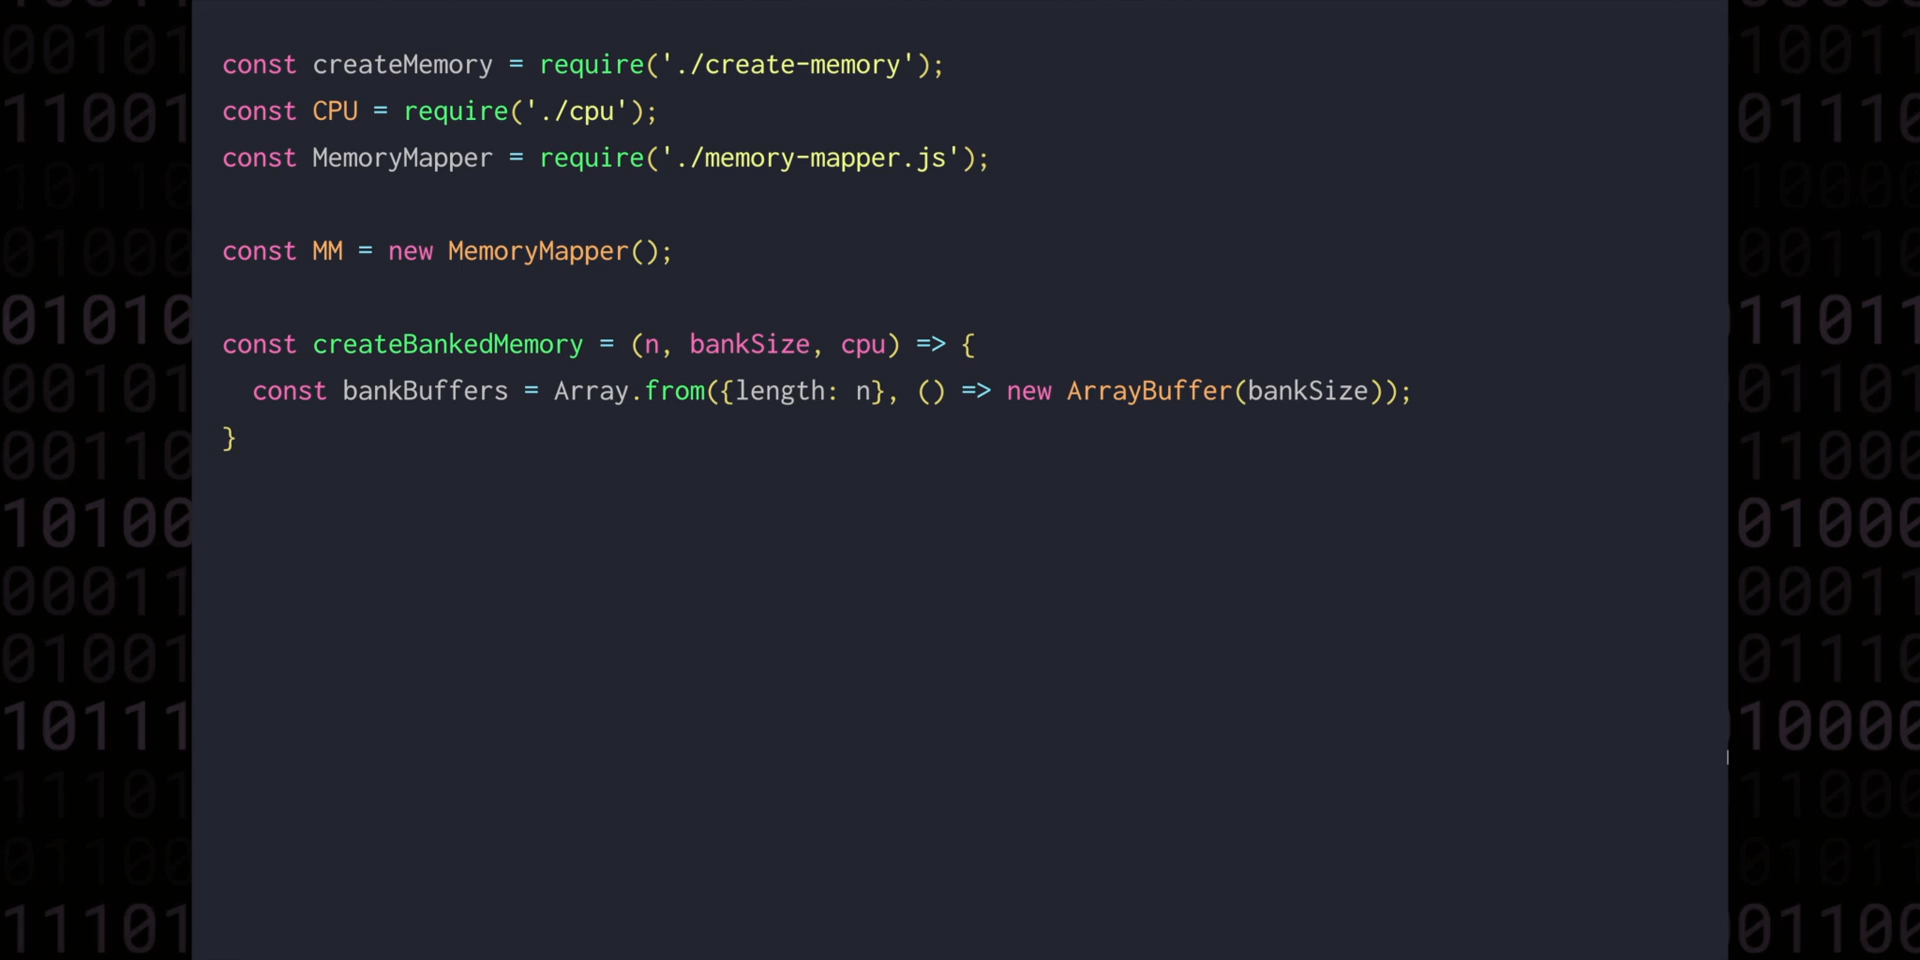 const createMemory = require('./create-memory');
const CPU = require('./cpu');
const MemoryMapper = require('./memory-mapper.js');
const MM = new MemoryMapper();
const createBankedMemory = (n, bankSize, cpu) => {
const bankBuffers = Array.from({length: n}, () => new ArrayBuffer(bankSize));
}